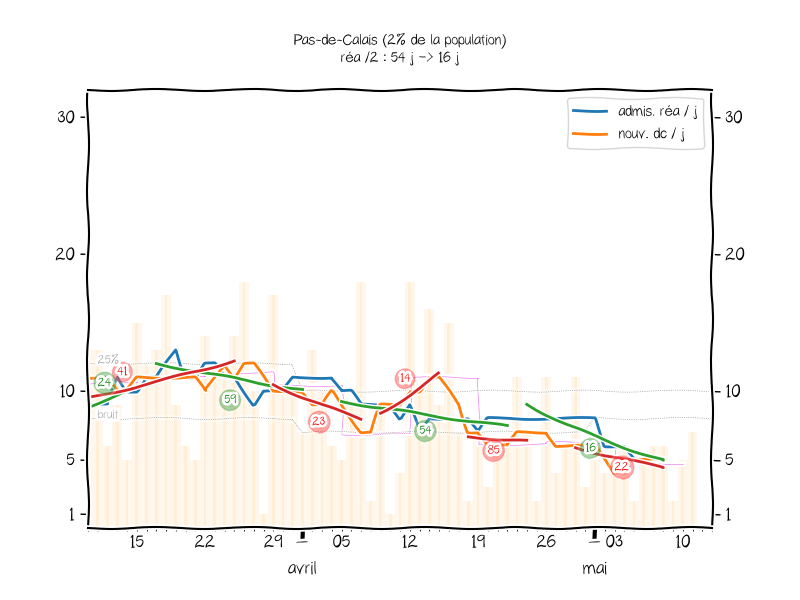 Pas-de-Calais (2% de la population)
réa /2 : 54 j -> 16 j
admis. réa / j
nouv. dc / j
30
30
20
20
25%
41
24
14
10
10
59
bruit
23
54
85
16
22
5
5
1
1
15 22 29 05 12 19 26 03 10
avril mai